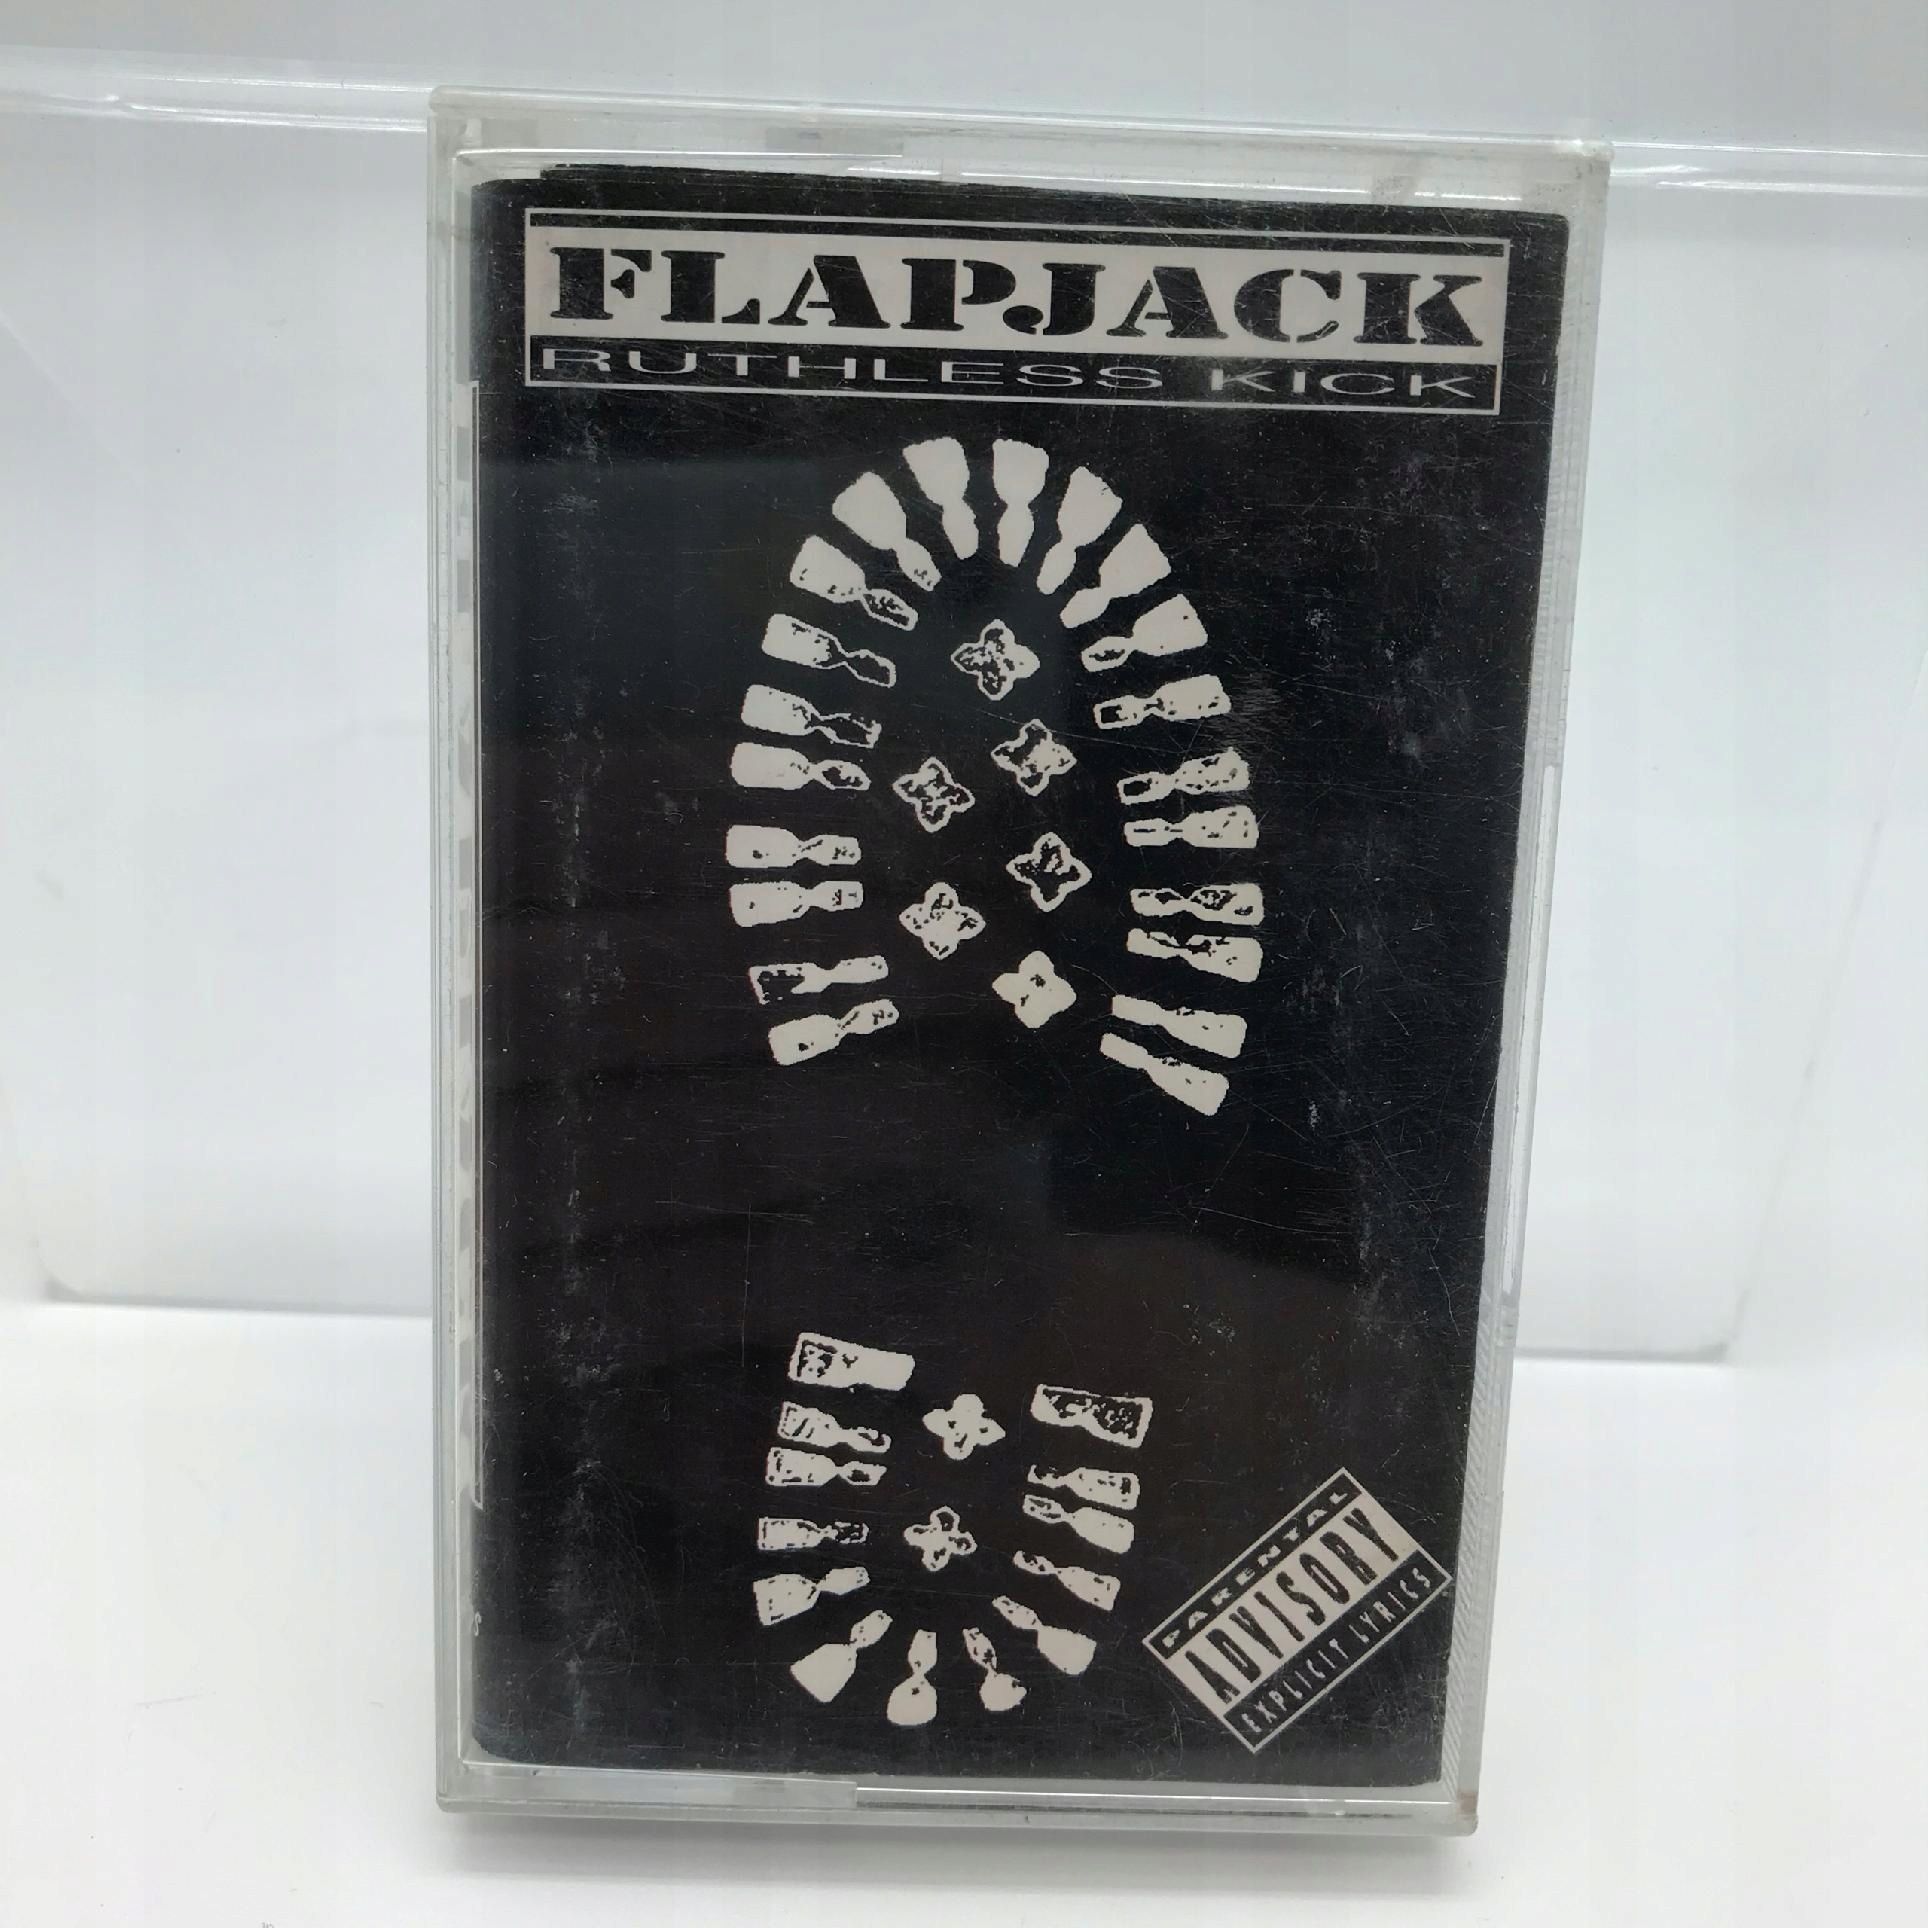 FLAPJACK
RUTHLESS KICK
PARENTAL
ADVISORY
EXPLICIT LYRICS